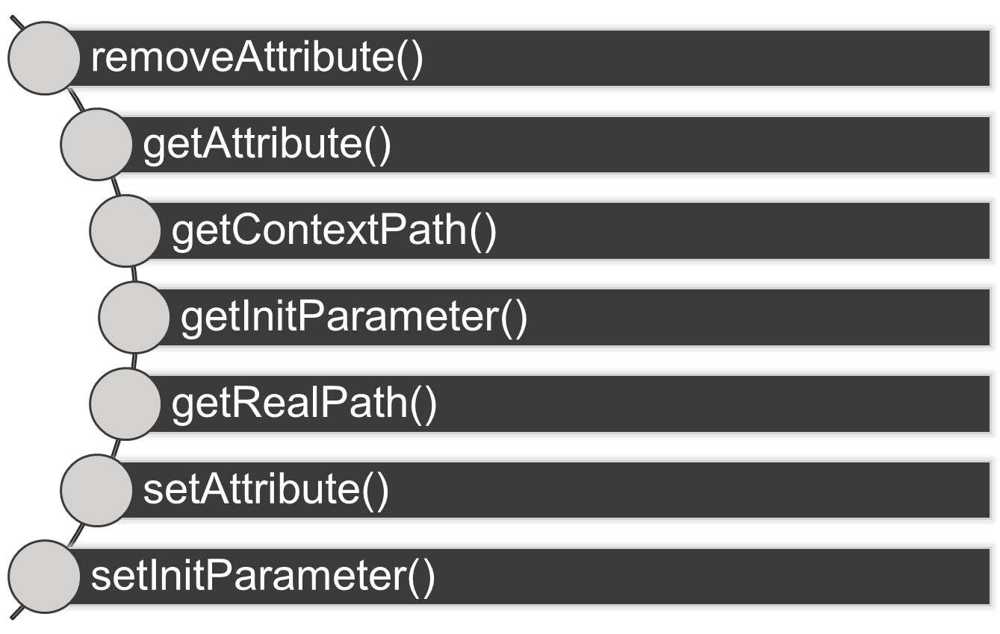 removeAttribute()
getAttribute()
getContextPath()
getInitParameter()
getRealPath()
setAttribute()
setInitParameter()